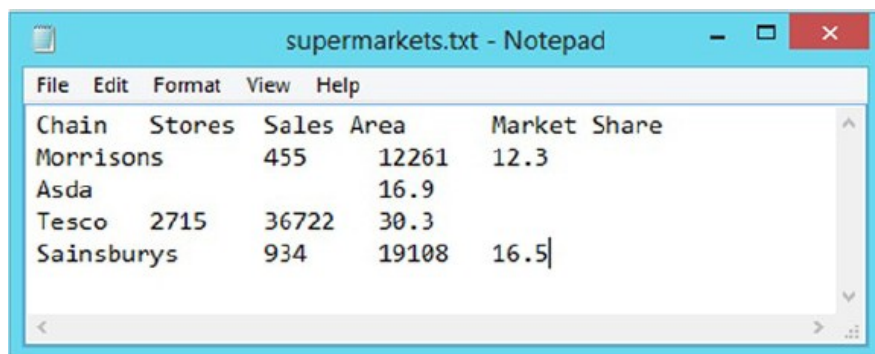 supermarkets.txt - Notepad
File Edit Format View Help
Chain Stores Sales Area Market Share
Morrisons 455 12261 12.3
Asda 16.9
Tesco 2715 36722 30.3
Sainsburys 934 19108 16.5